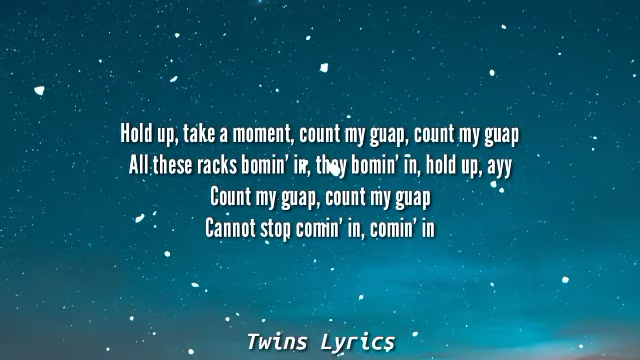 Hold up, take a moment, count my guap, count my guap
All these racks bomin' in, they bomin' in, hold up, ayy
Count my guap, count my guap
Cannot stop comin' in, comin' in
Twins Lyrics